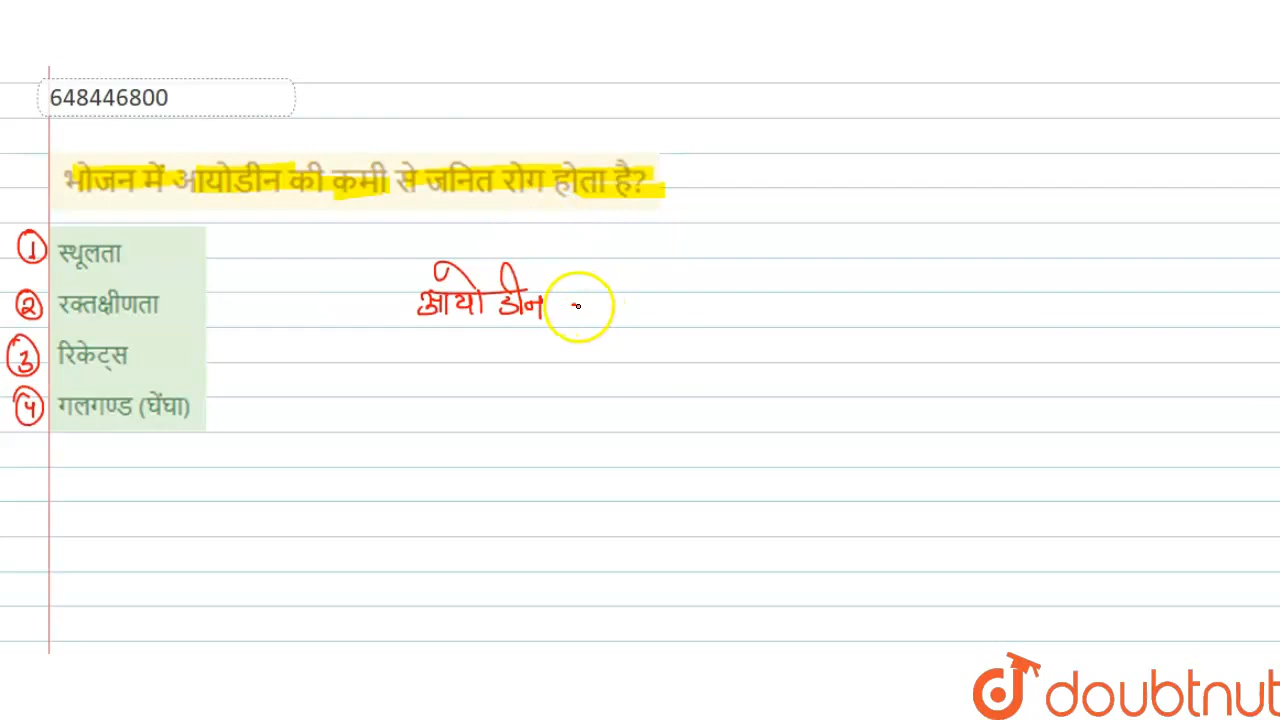 648446800
भोजन में आयोडीन की कमी से जनित रोग होता है?
1 स्थूलता
2 रक्तक्षीणता
3 रिकेट्स
4 गलगण्ड (घेंघा)
आयोडीन -
doubtnut